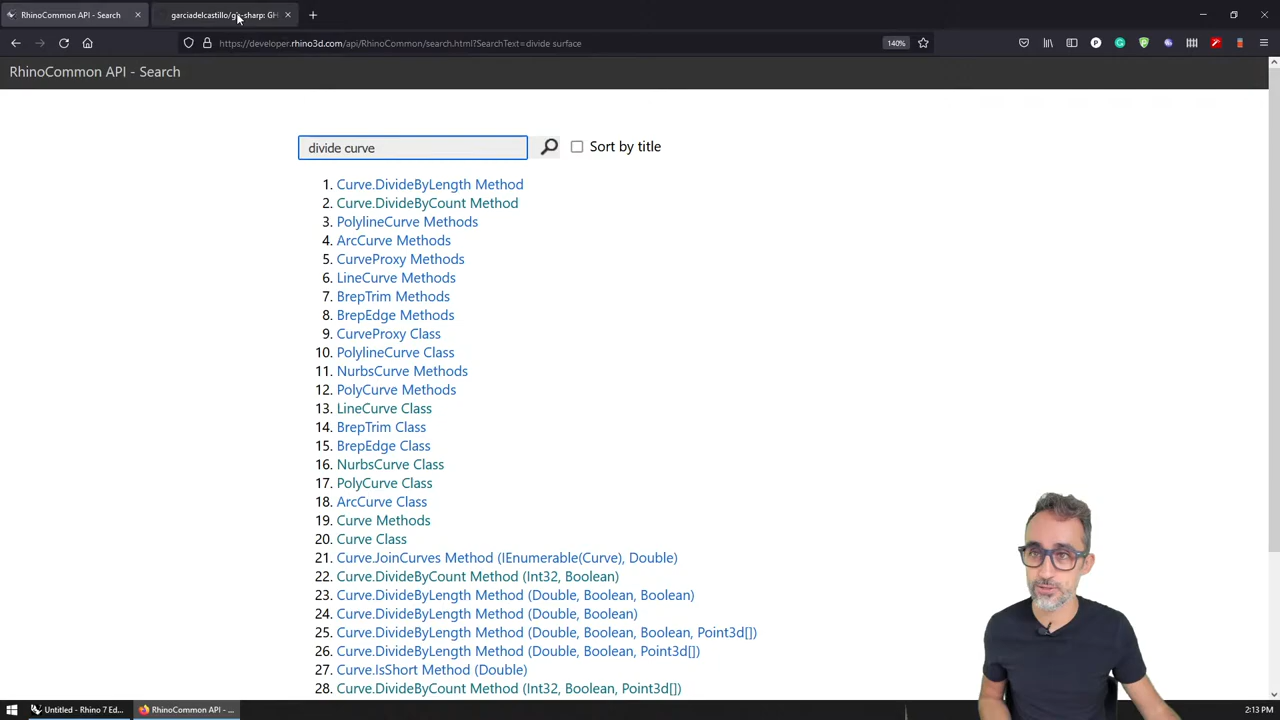 RhinoCommon API - Search
garciadelcastillo/gh-sharp: GH
https://developer.rhino3d.com/api/RhinoCommon/search.html?SearchText=divide surface
140%
RhinoCommon API - Search
divide curve
Sort by title
1. Curve.DivideByLength Method
2. Curve.DivideByCount Method
3. PolylineCurve Methods
4. ArcCurve Methods
5. CurveProxy Methods
6. LineCurve Methods
7. BrepTrim Methods
8. BrepEdge Methods
9. CurveProxy Class
10. PolylineCurve Class
11. NurbsCurve Methods
12. PolyCurve Methods
13. LineCurve Class
14. BrepTrim Class
15. BrepEdge Class
16. NurbsCurve Class
17. PolyCurve Class
18. ArcCurve Class
19. Curve Methods
20. Curve Class
21. Curve.JoinCurves Method (IEnumerable(Curve), Double)
22. Curve.DivideByCount Method (Int32, Boolean)
23. Curve.DivideByLength Method (Double, Boolean, Boolean)
24. Curve.DivideByLength Method (Double, Boolean)
25. Curve.DivideByLength Method (Double, Boolean, Boolean, Point3d[])
26. Curve.DivideByLength Method (Double, Boolean, Point3d[])
27. Curve.IsShort Method (Double)
28. Curve.DivideByCount Method (Int32, Boolean, Point3d[])
Untitled - Rhino 7 Ed...
RhinoCommon API - ...
2:13 PM